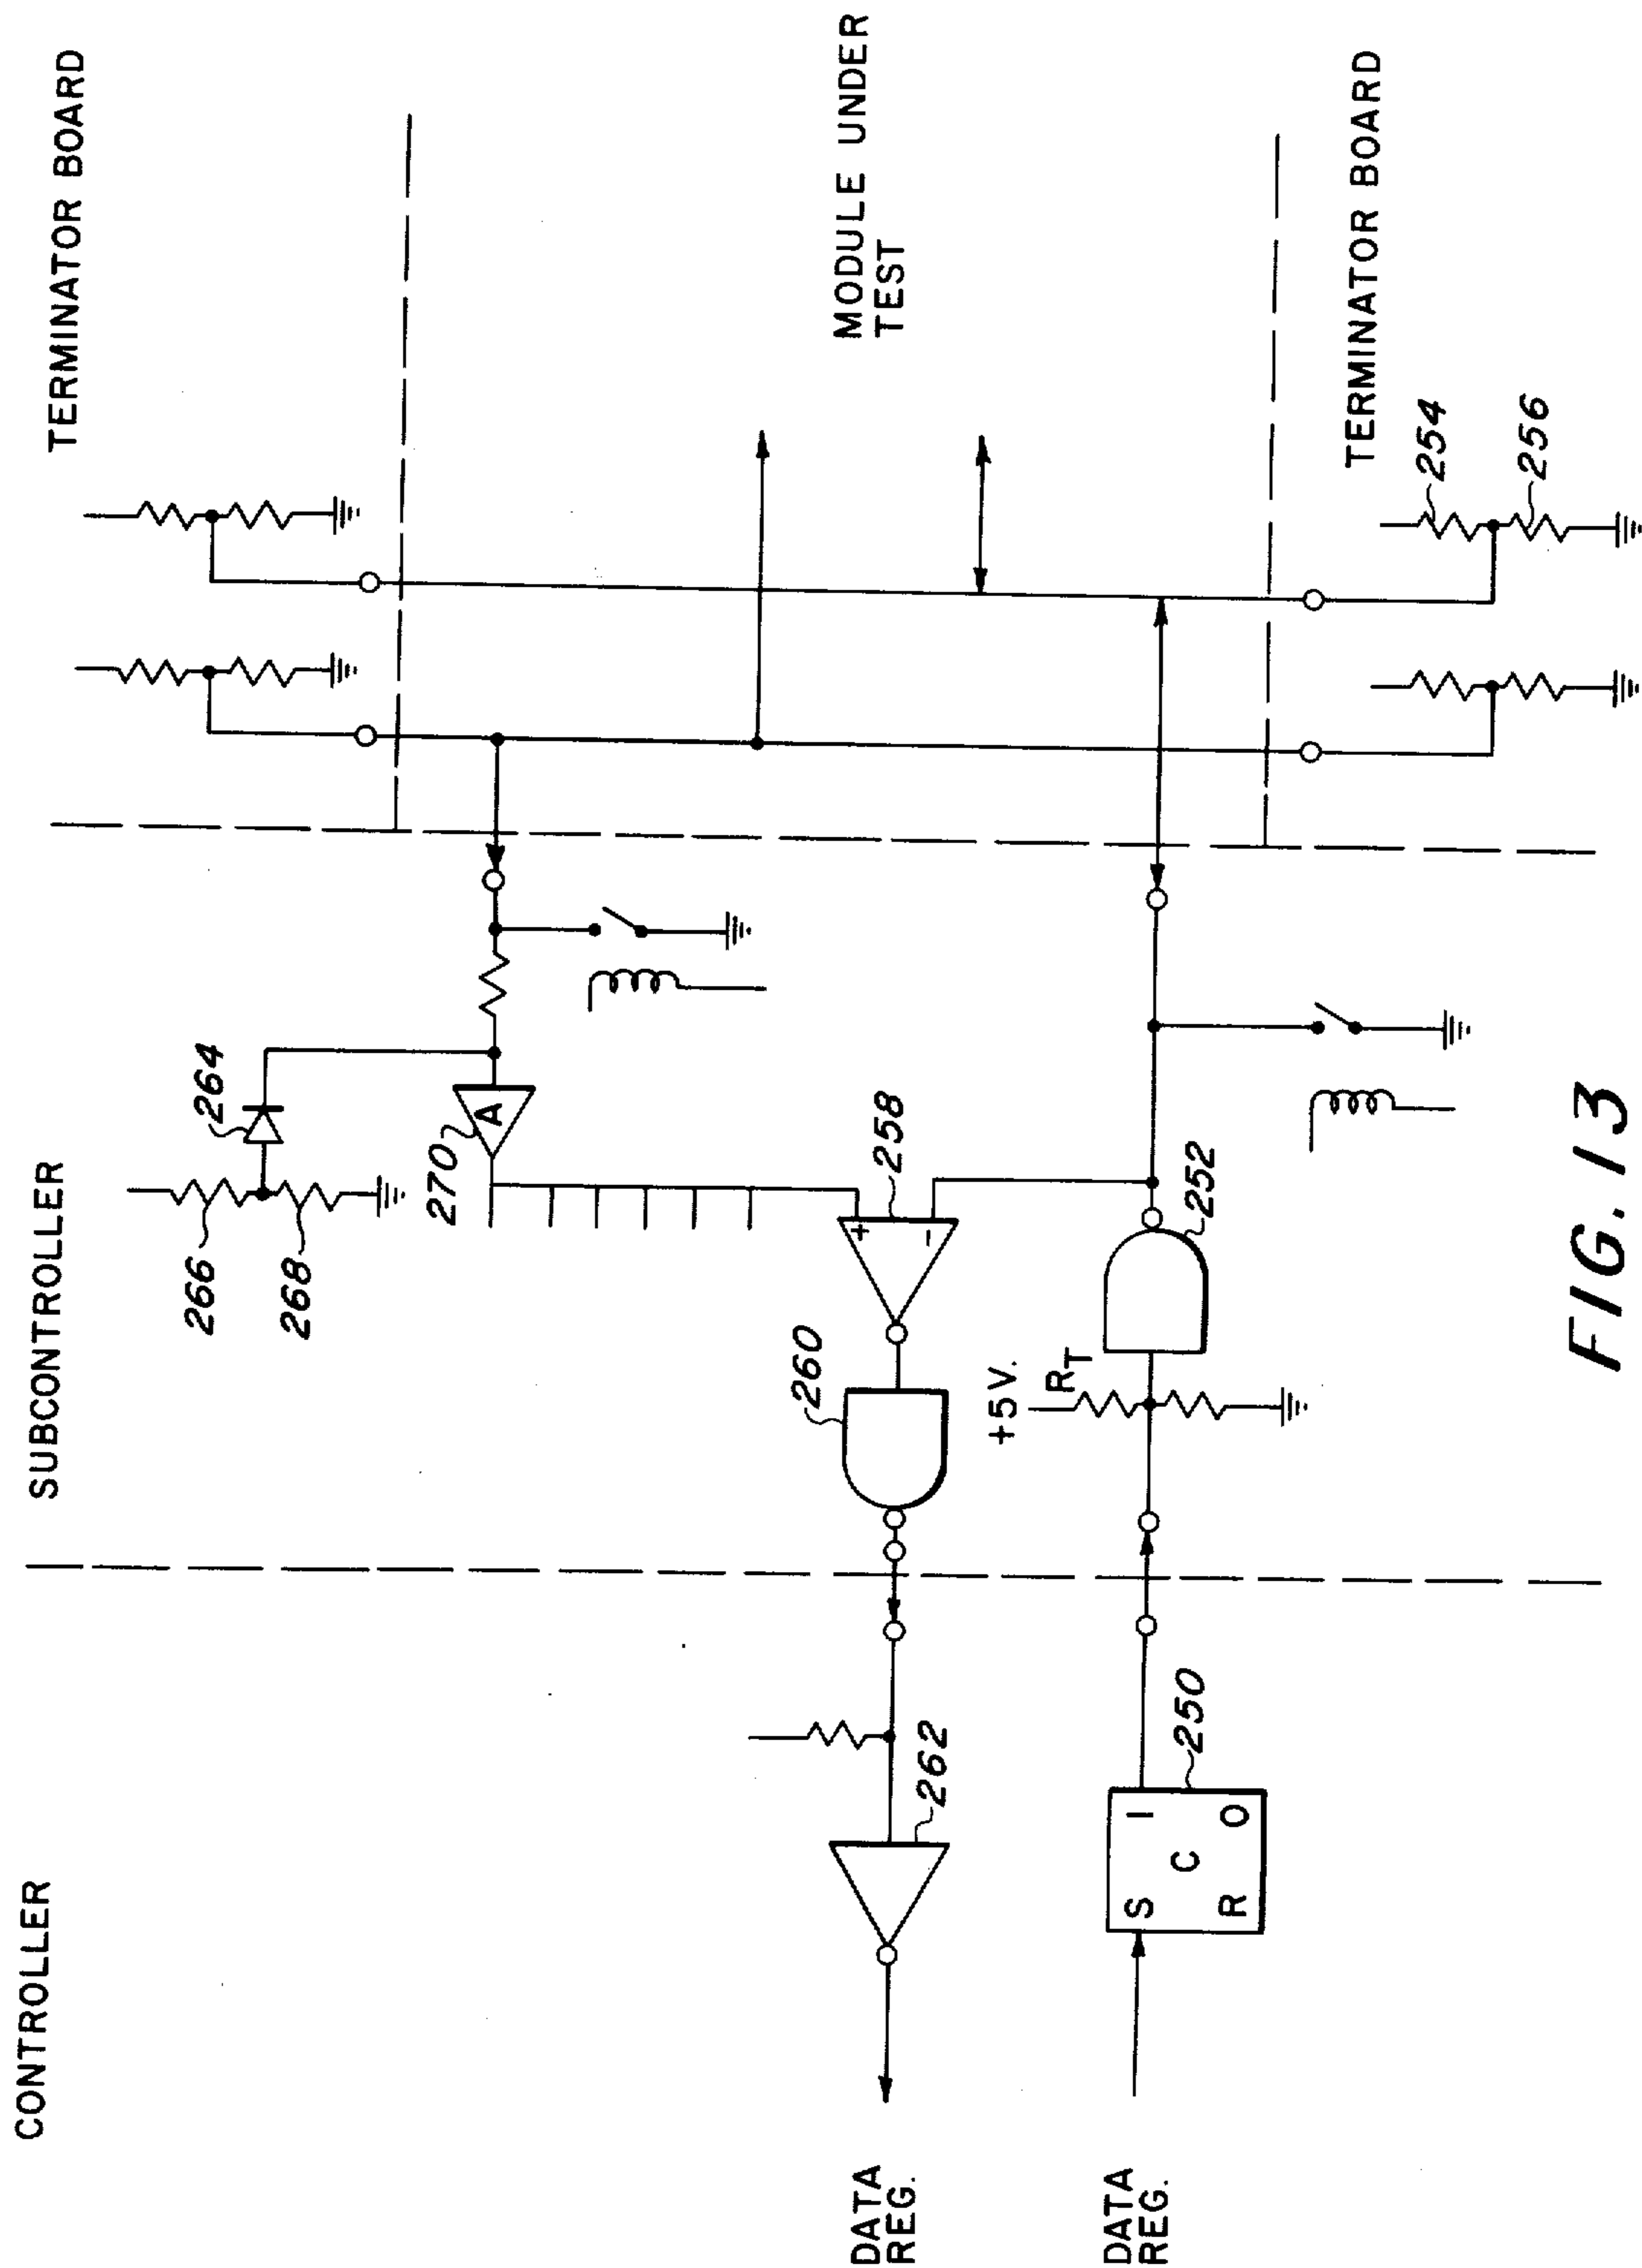 CONTROLLER
SUBCONTROLLER
TERMINATOR BOARD
266
264
268
270
A
MODULE UNDER
TEST
DATA
REG.
262
260
+
-
258
+5V.
R_T
DATA
REG.
S
I
C
R
O
250
252
TERMINATOR BOARD
254
256
FIG. 13